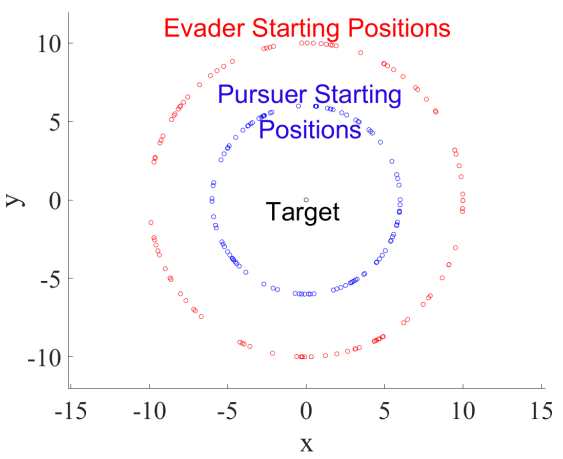 Evader Starting Positions
10
Pursuer Starting
Positions
5
y
0
Target
-5
-10
-15 -10 -5 0 5 10 15
x